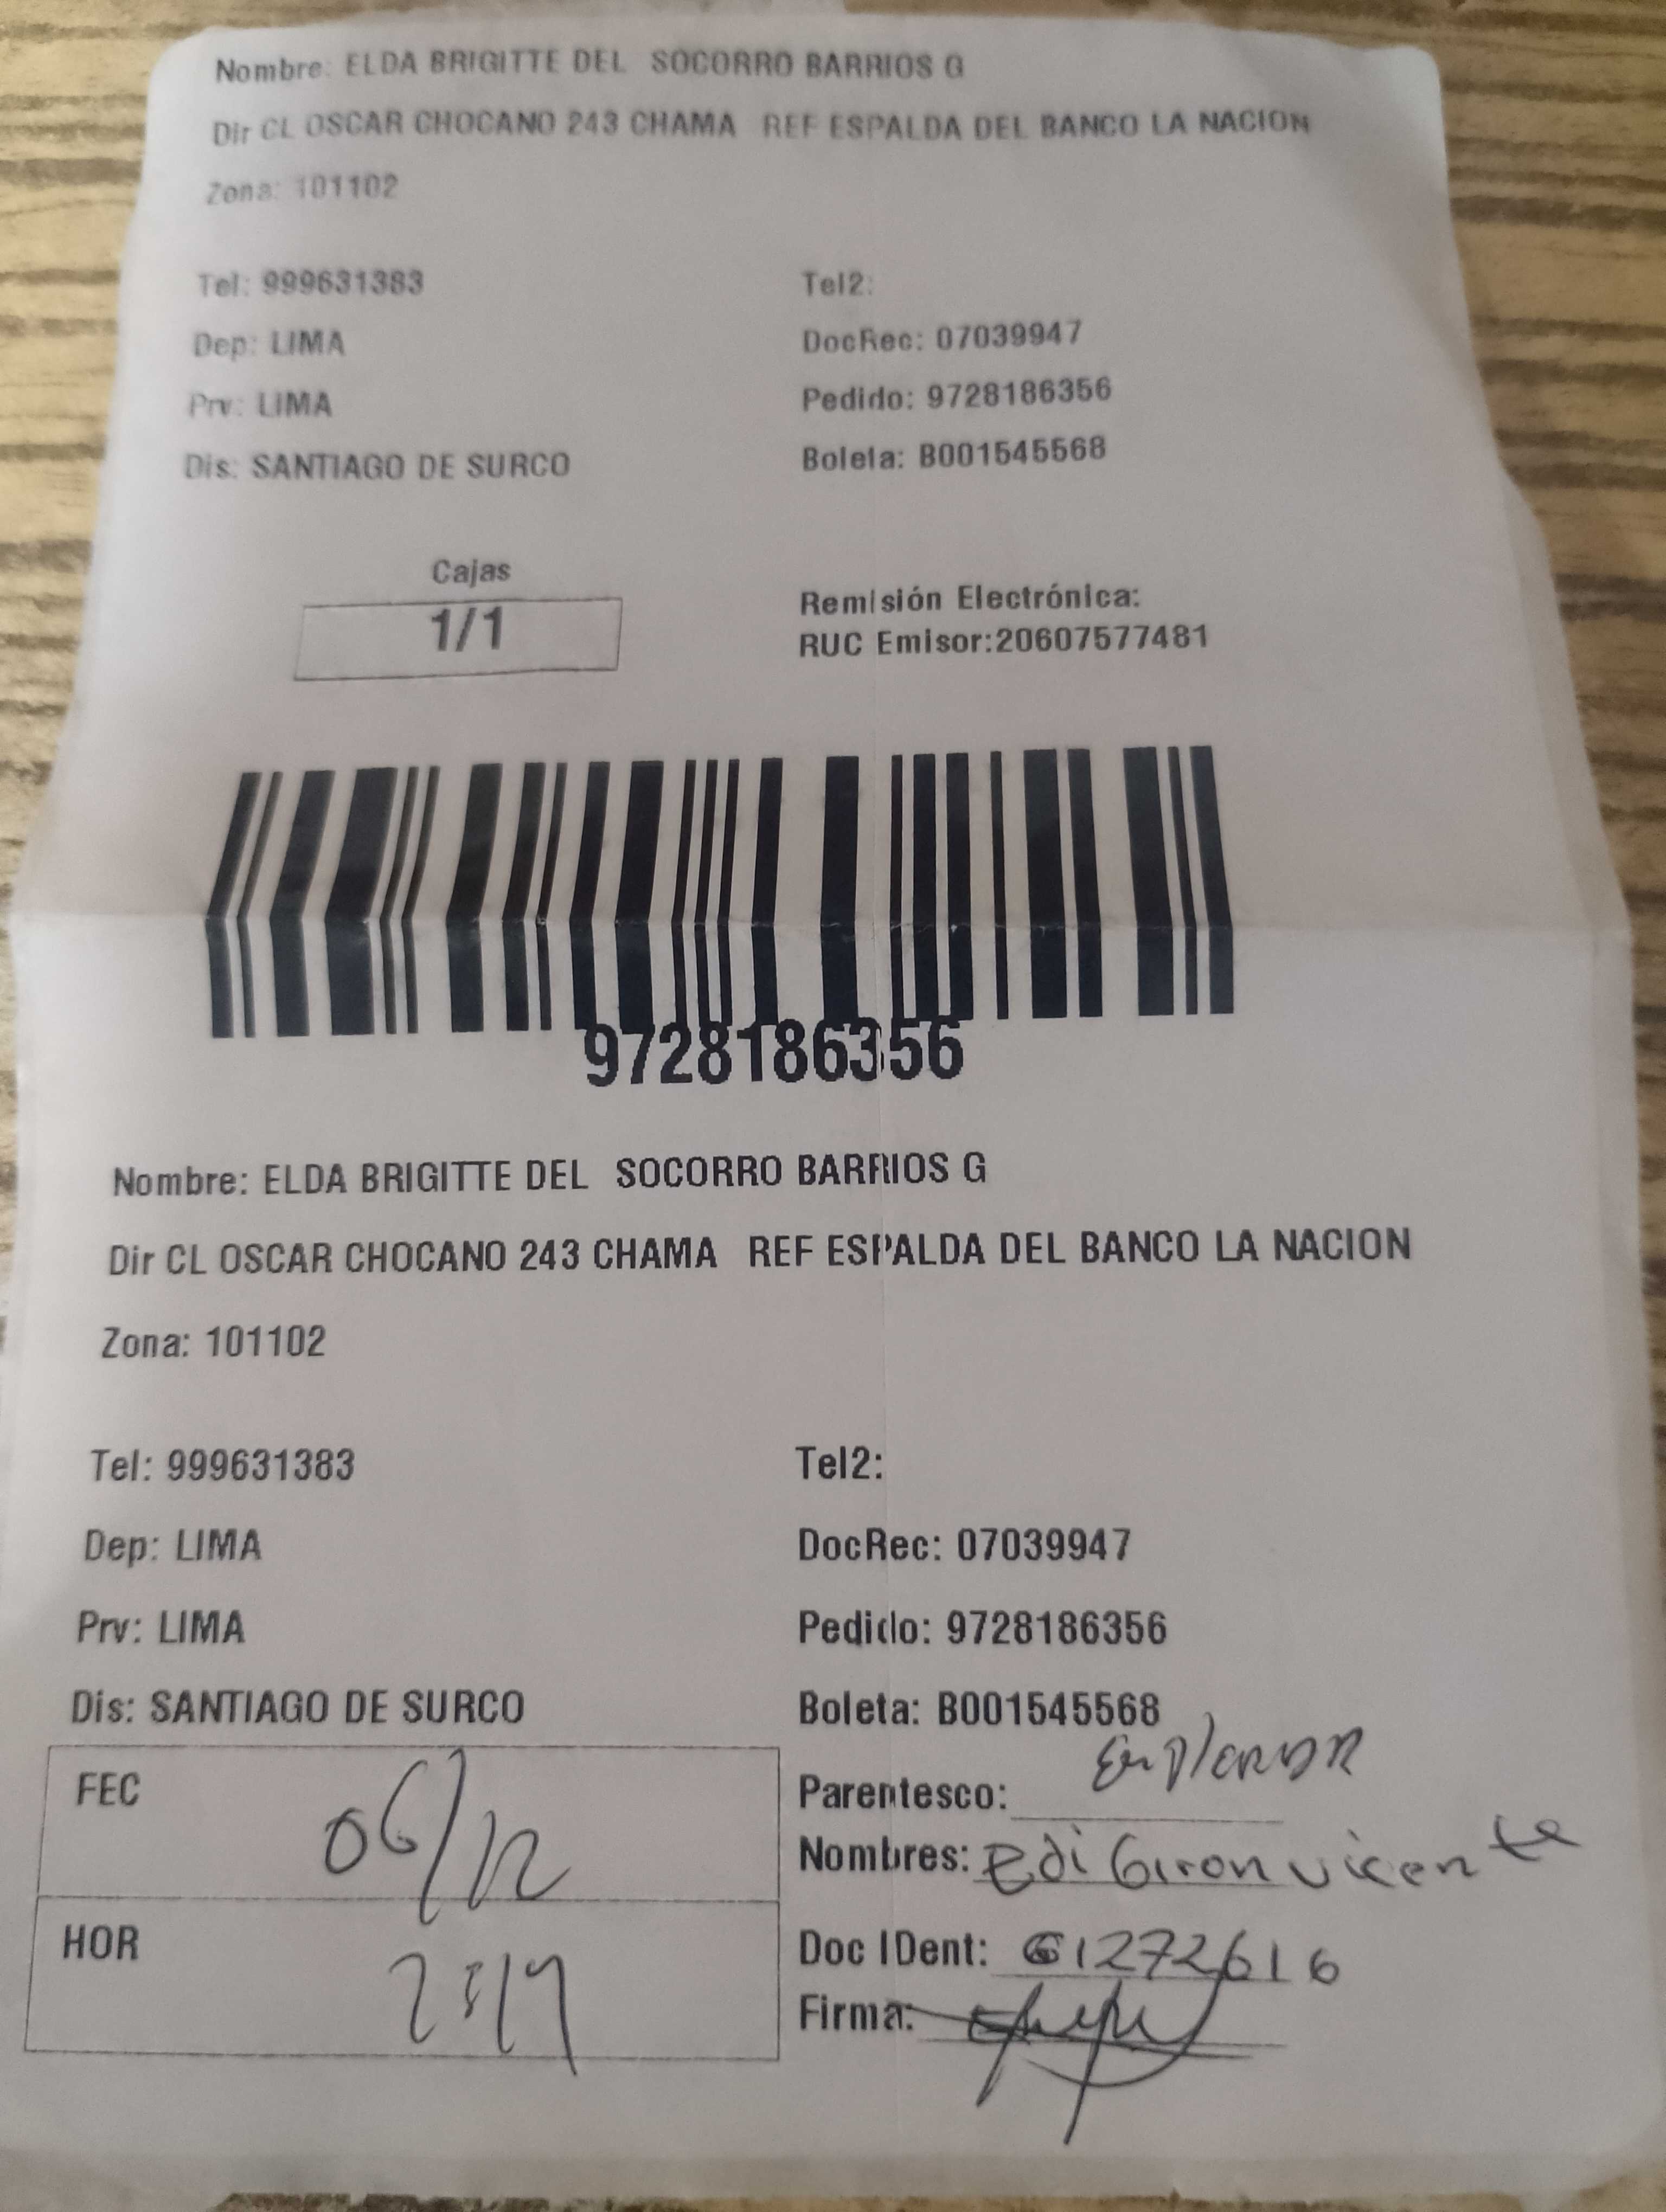 Nombre: ELDA BRIGITTE DEL SOCORRO BARRIOS G
Dir CL OSCAR CHOCANO 243 CHAMA REF ESPALDA DEL BANCO LA NACION
Zona: 101102
Tel: 999631383 Tel2:
Dep: LIMA DocRec: 07039947
Prv: LIMA Pedido: 9728186356
Dis: SANTIAGO DE SURCO Boleta: B001545568
Cajas
1/1
Remisión Electrónica:
RUC Emisor:20607577481
9728186356
Nombre: ELDA BRIGITTE DEL SOCORRO BARRIOS G
Dir CL OSCAR CHOCANO 243 CHAMA REF ESPALDA DEL BANCO LA NACION
Zona: 101102
Tel: 999631383 Tel2:
Dep: LIMA DocRec: 07039947
Prv: LIMA Pedido: 9728186356
Dis: SANTIAGO DE SURCO Boleta: B001545568
FEC 06/12
HOR
Parentesco:
Nombres: Edi Giron vicente
Doc IDent: 61272616
Firma: